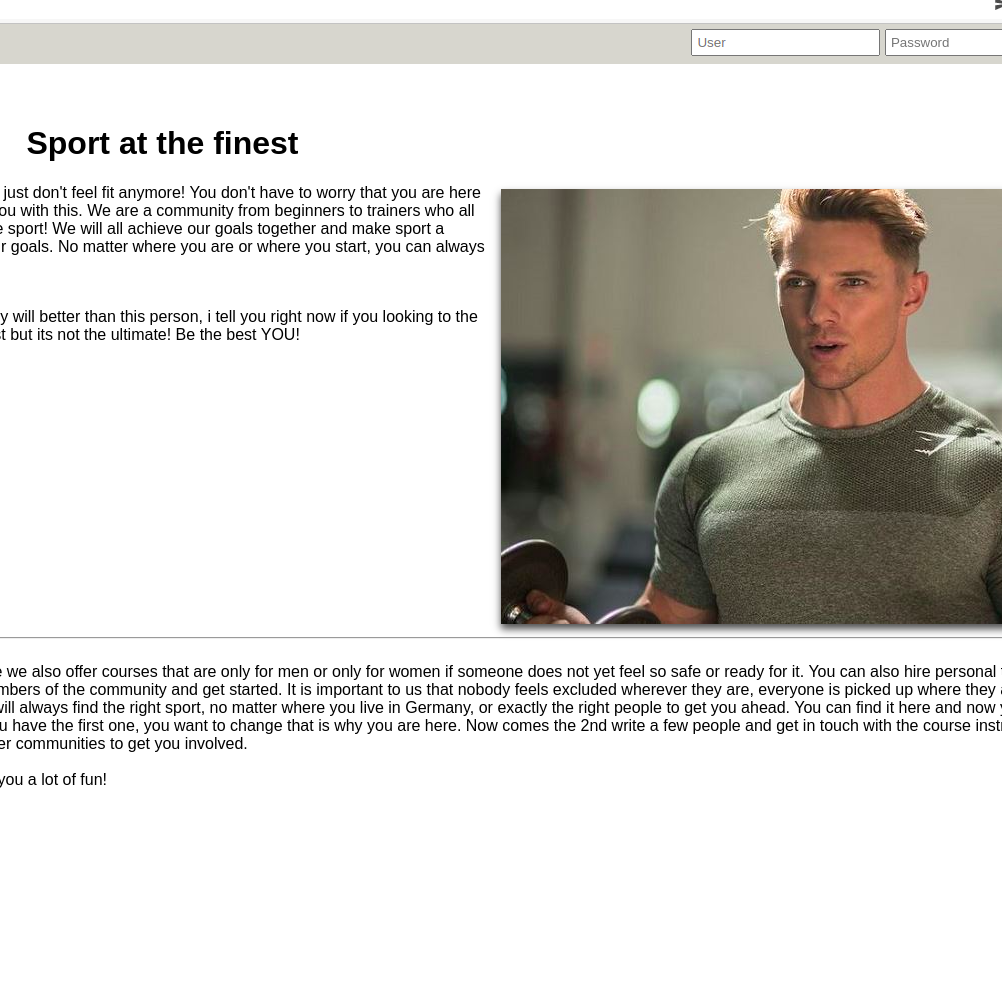 User
Password
Sport at the finest
just don't feel fit anymore! You don't have to worry that you are here
with this. We are a community from beginners to trainers who all
sport! We will all achieve our goals together and make sport a
goals. No matter where you are or where you start, you can always
will better than this person, i tell you right now if you looking to the
but its not the ultimate! Be the best YOU!
we also offer courses that are only for men or only for women if someone does not yet feel so safe or ready for it. You can also hire personal
of the community and get started. It is important to us that nobody feels excluded wherever they are, everyone is picked up where they
will always find the right sport, no matter where you live in Germany, or exactly the right people to get you ahead. You can find it here and now
have the first one, you want to change that is why you are here. Now comes the 2nd write a few people and get in touch with the course
communities to get you involved.
you a lot of fun!